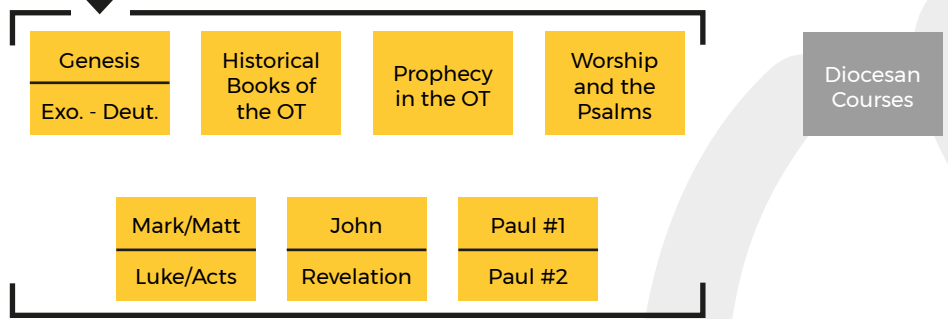 Genesis
Exo. - Deut.
Historical
Books of
the OT
Prophecy
in the OT
Worship
and the
Psalms
Diocesan
Courses
Mark/Matt
Luke/Acts
John
Revelation
Paul #1
Paul #2